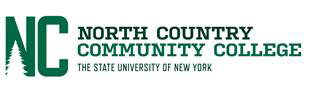 NC NORTH COUNTRY
COMMUNITY COLLEGE
THE STATE UNIVERSITY OF NEW YORK